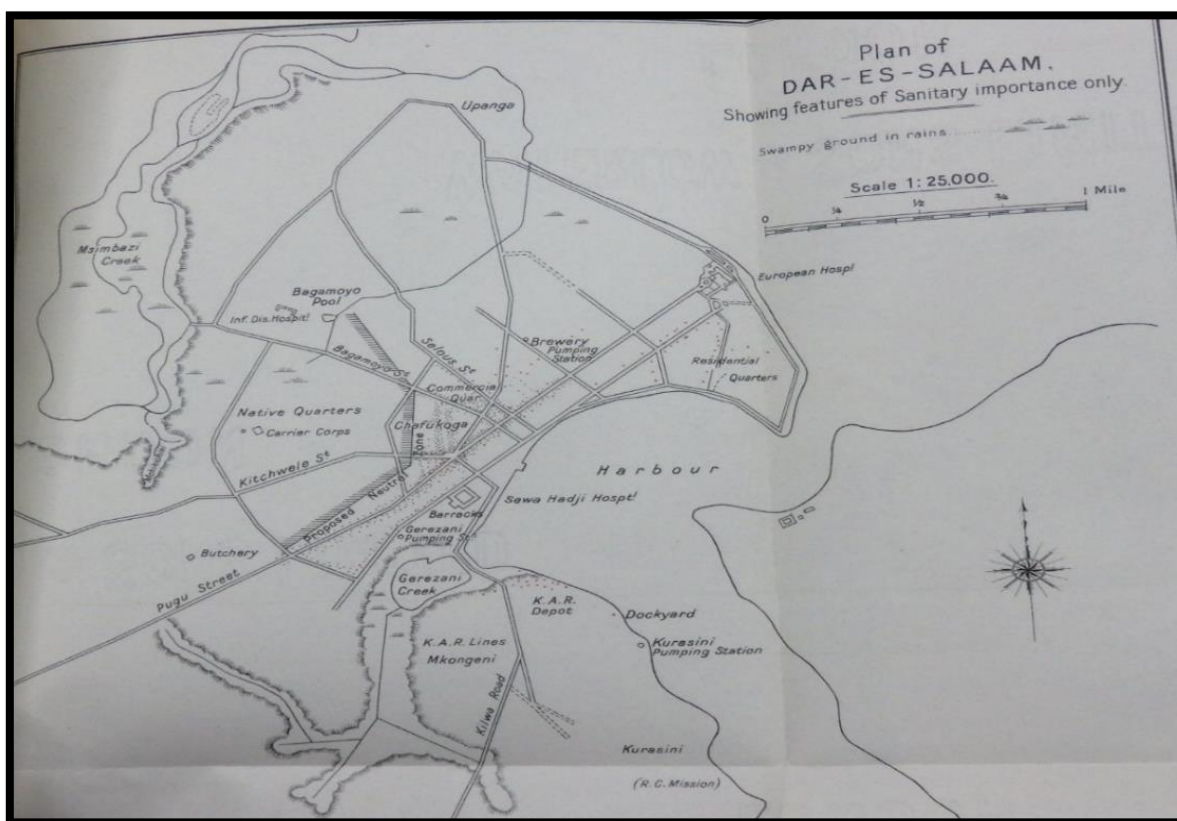 Plan of
DAR-ES-SALAAM.
Showing features of Sanitary importance only.
Swampy ground in rains
Scale 1:25,000.
0 ¼ ½ ¾ 1 Mile
Upanga
Msimbazi
Creek
European Hospl
Bagamoyo
Pool
Inf. Dis. Hospitl
Bagamoyo St
Selous St
Brewery
Pumping
Station
Residential
Quarters
Commercial
Quar.
Native Quarters
Carrier Corps
Chafukoga
Kitchwele St
Proposed Neutral Zone
Harbour
Sewa Hadji Hosptl
Barracks
Gerezani
Pumping St.
Butchery
Pugu Street
Gerezani
Creek
K.A.R.
Depot
Dockyard
K.A.R. Lines
Mkongeni
Kurasini
Pumping Station
Kilwa Road
Kurasini
(R.C. Mission)